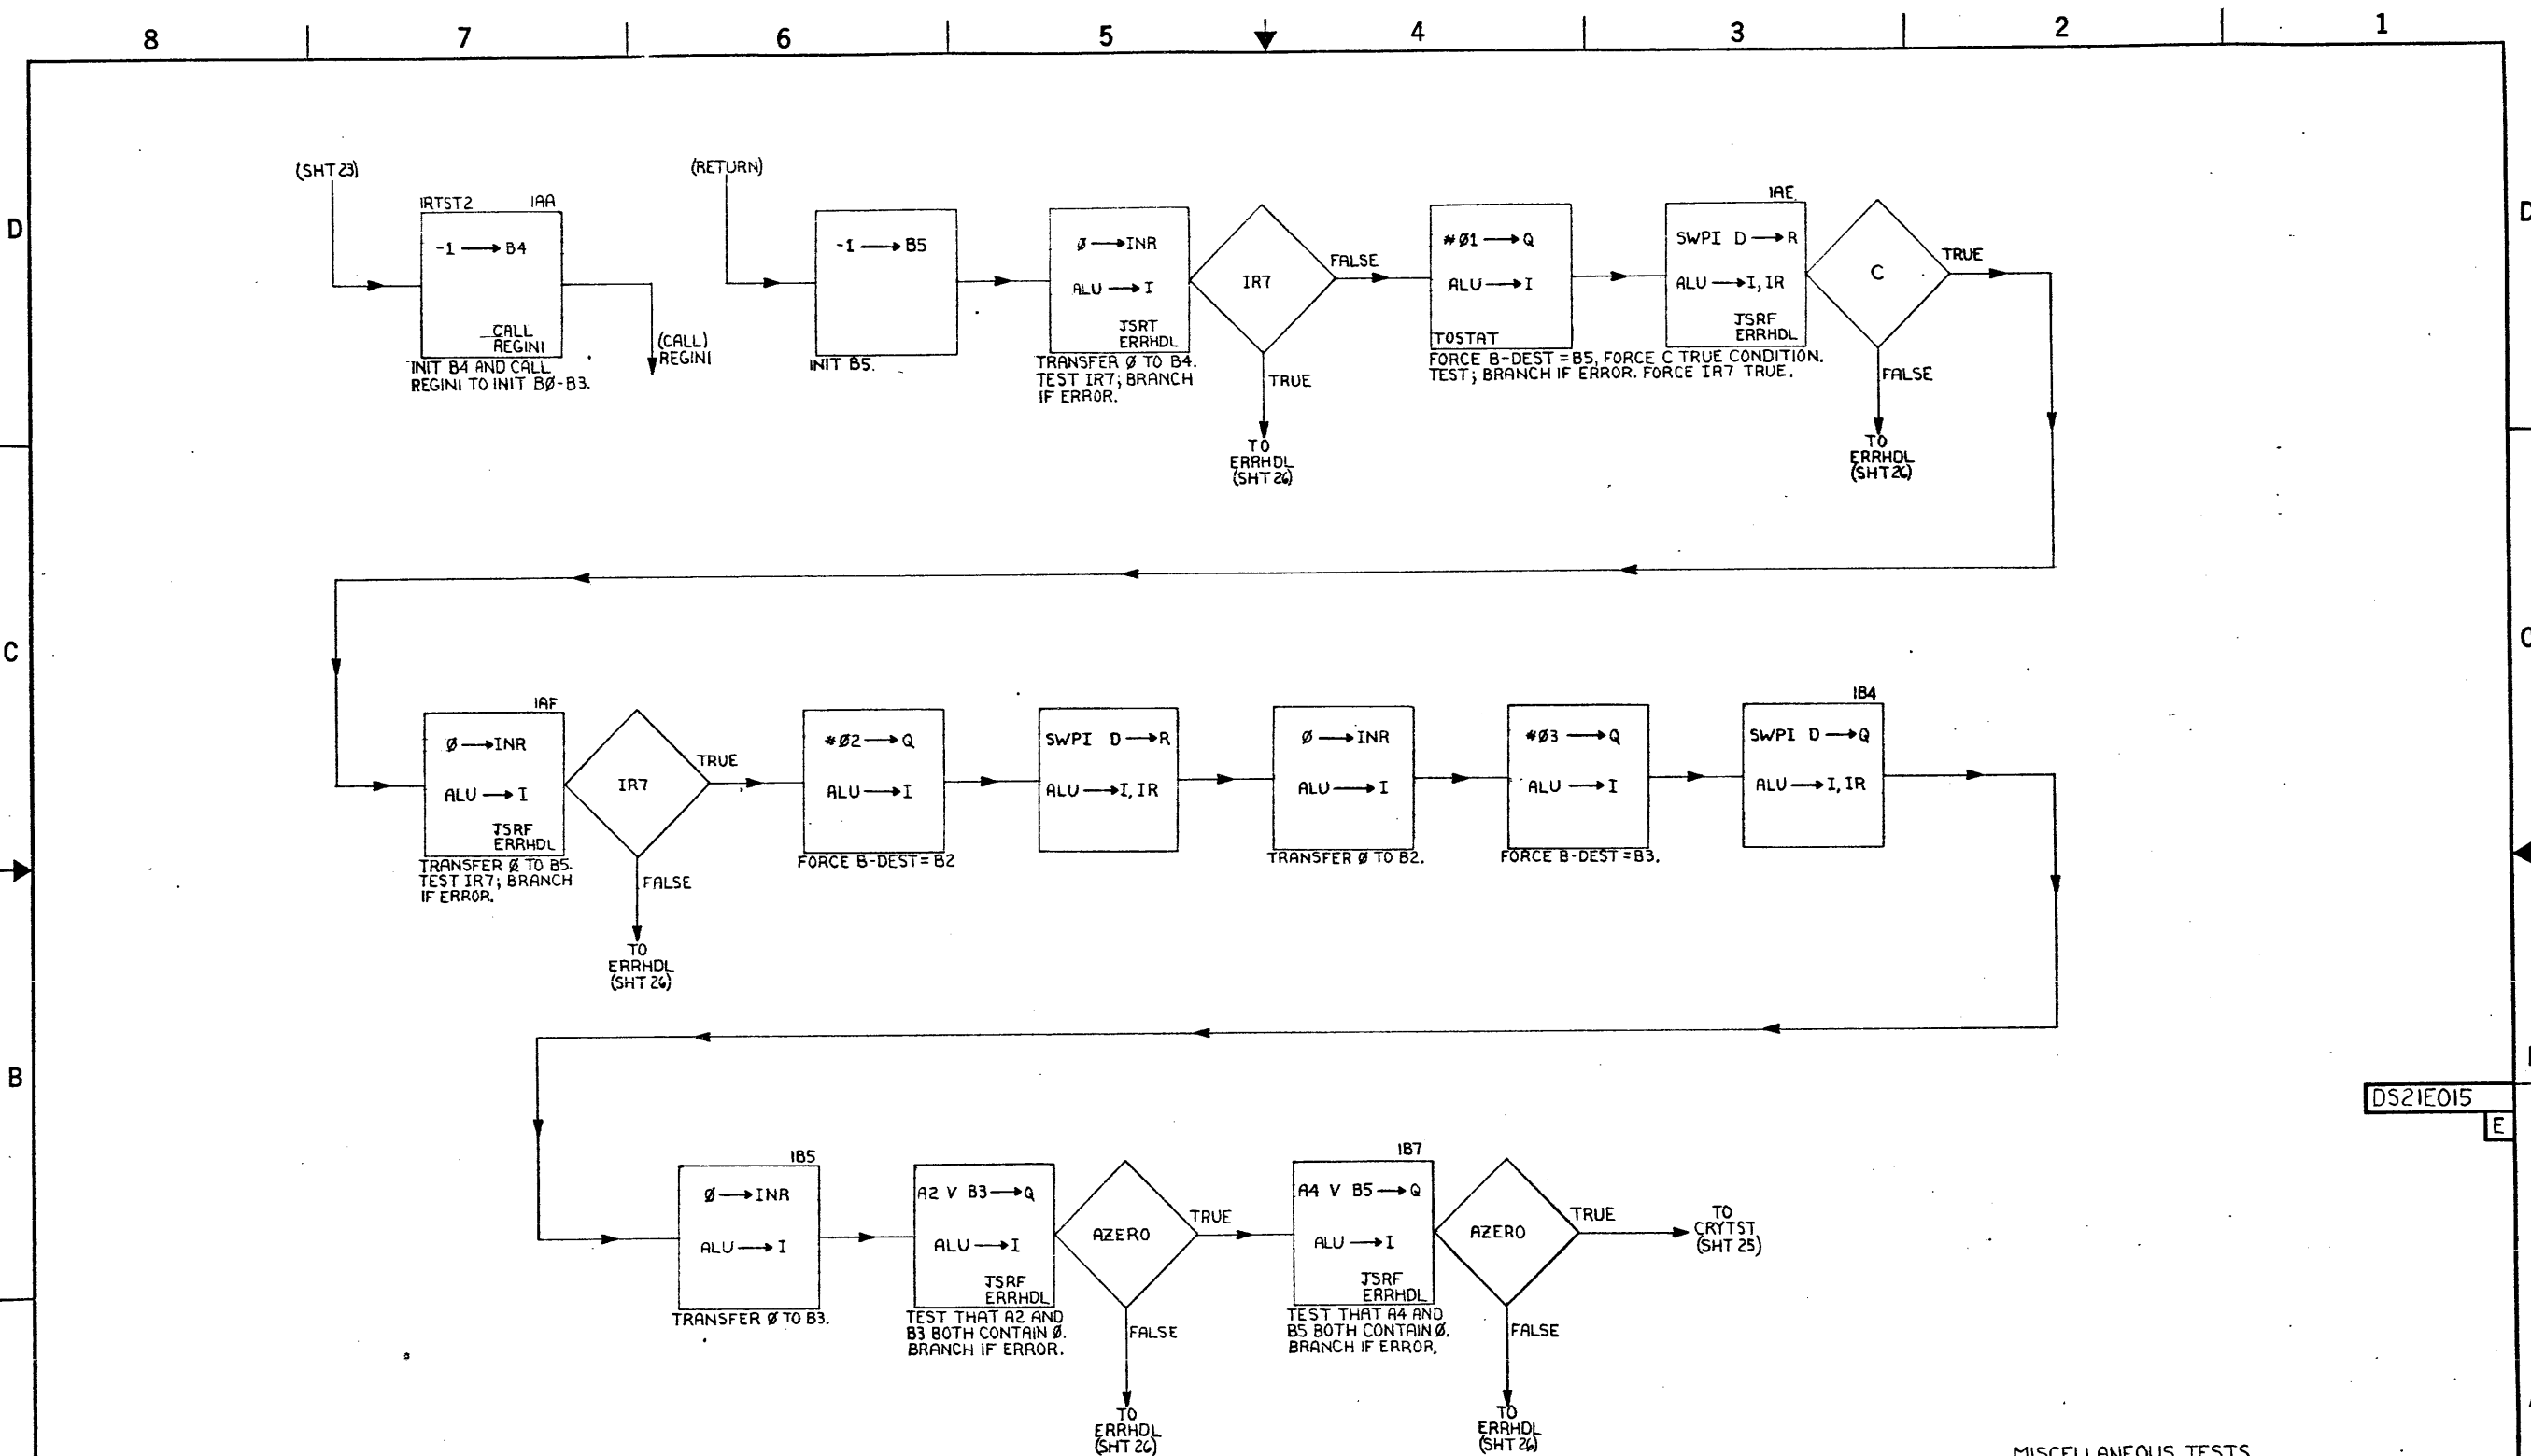 8 7 6 5 4 3 2 1
D
(SHT 23)
IRTST2 1AA
-1 → B4
CALL
REGINI
INIT B4 AND CALL
REGINI TO INIT BØ-B3.
(CALL)
REGINI
(RETURN)
-1 → B5
INIT B5.
Ø → INR
ALU → I
JSRT
ERRHDL
TRANSFER Ø TO B4.
TEST IR7; BRANCH
IF ERROR.
IR7
FALSE
TRUE
TO
ERRHDL
(SHT 26)
#Ø1 → Q
ALU → I
TOSTAT
FORCE B-DEST = B5, FORCE C TRUE CONDITION.
TEST; BRANCH IF ERROR. FORCE IR7 TRUE.
1AE
SWPI D → R
ALU → I, IR
JSRF
ERRHDL
C
TRUE
FALSE
TO
ERRHDL
(SHT 26)
D
C
1AF
Ø → INR
ALU → I
JSRF
ERRHDL
TRANSFER Ø TO B5.
TEST IR7; BRANCH
IF ERROR.
IR7
TRUE
FALSE
TO
ERRHDL
(SHT 26)
#Ø2 → Q
ALU → I
FORCE B-DEST = B2
SWPI D → R
ALU → I, IR
Ø → INR
ALU → I
TRANSFER Ø TO B2.
#Ø3 → Q
ALU → I
FORCE B-DEST = B3.
1B4
SWPI D → Q
ALU → I, IR
B
DS21E015
E
1B5
Ø → INR
ALU → I
TRANSFER Ø TO B3.
A2 V B3 → Q
ALU → I
JSRF
ERRHDL
TEST THAT A2 AND
B3 BOTH CONTAIN Ø.
BRANCH IF ERROR.
AZERO
TRUE
FALSE
TO
ERRHDL
(SHT 26)
1B7
A4 V B5 → Q
ALU → I
JSRF
ERRHDL
TEST THAT A4 AND
B5 BOTH CONTAIN Ø.
BRANCH IF ERROR.
AZERO
TRUE
FALSE
TO
ERRHDL
(SHT 26)
TO
CRYTST
(SHT 25)
MISCELLANEOUS TESTS